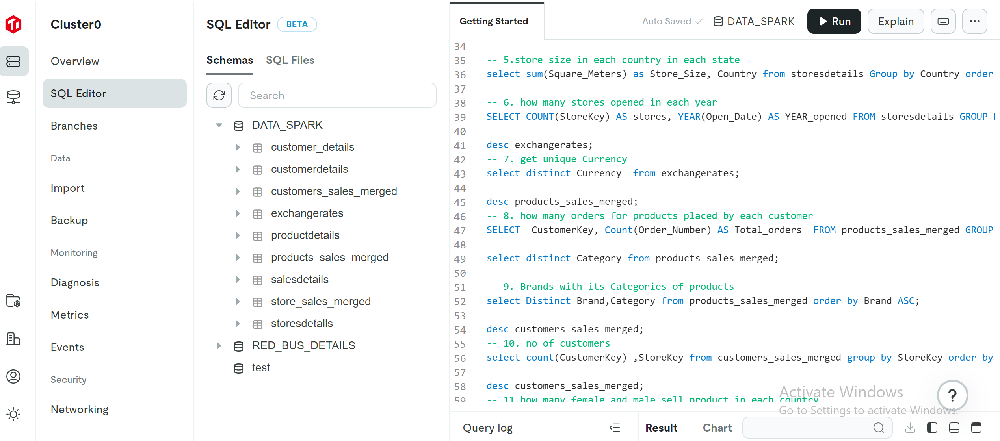 Cluster0
Overview
SQL Editor
Branches
Data
Import
Backup
Monitoring
Diagnosis
Metrics
Events
Security
Networking
SQL Editor BETA
Schemas SQL Files
Search
DATA_SPARK
customer_details
customerdetails
customers_sales_merged
exchangerates
productdetails
products_sales_merged
salesdetails
store_sales_merged
storesdetails
RED_BUS_DETAILS
test
Getting Started
Auto Saved DATA_SPARK Run Explain
34
35 -- 5.store size in each country in each state
36 select sum(Square_Meters) as Store_Size, Country from storesdetails Group by Country order
37
38 -- 6. how many stores opened in each year
39 SELECT COUNT(StoreKey) AS stores, YEAR(Open_Date) AS YEAR_opened FROM storesdetails GROUP
40
41 desc exchangerates;
42 -- 7. get unique Currency
43 select distinct Currency  from exchangerates;
44
45 desc products_sales_merged;
46 -- 8. how many orders for products placed by each customer
47 SELECT  CustomerKey, Count(Order_Number) AS Total_orders  FROM products_sales_merged GROUP
48
49 select distinct Category from products_sales_merged;
50
51 -- 9. Brands with its Categories of products
52 select Distinct Brand,Category from products_sales_merged order by Brand ASC;
53
54 desc customers_sales_merged;
55 -- 10. no of customers
56 select count(CustomerKey) ,StoreKey from customers_sales_merged group by StoreKey order by
57
58 desc customers_sales_merged;
59 -- 11 how many female and male sell product in each country
Activate Windows
Go to Settings to activate Windows.
?
Query log
Result Chart